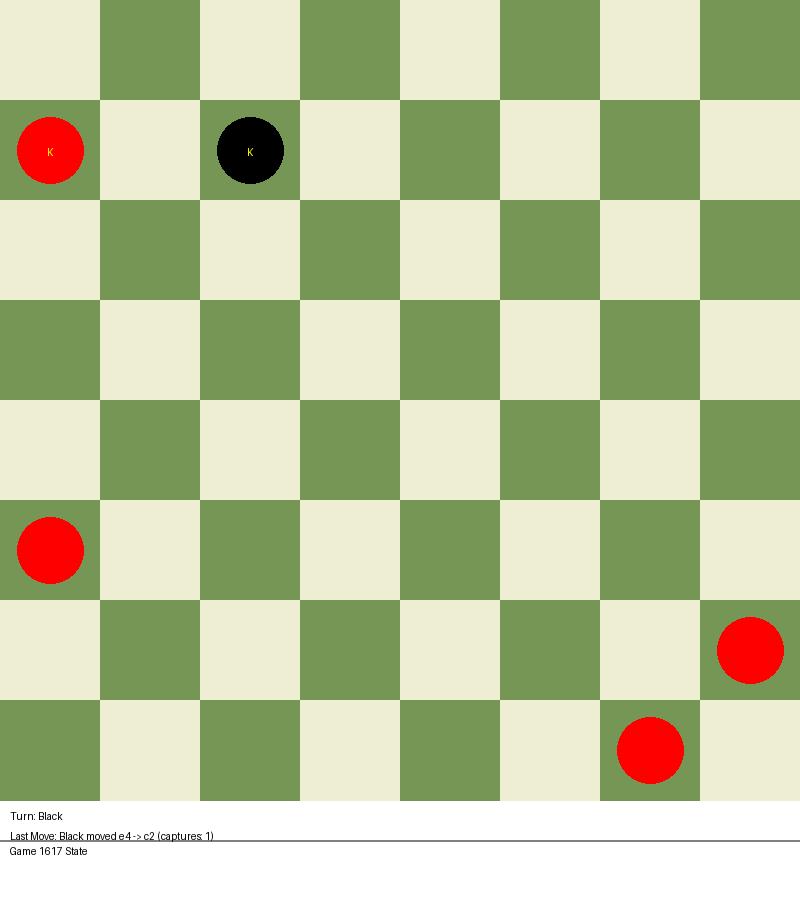 K
K
Turn: Black
Last Move: Black moved e4 -> c2 (captures: 1)
Game 1617 State